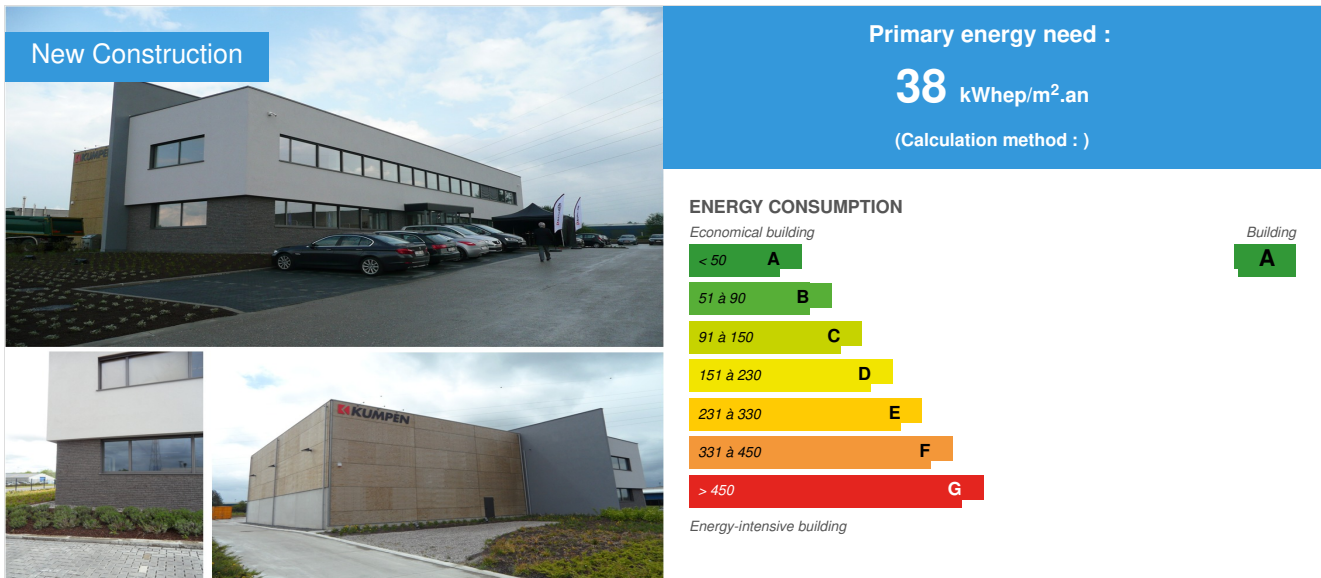 New Construction
KUMPEN
KUMPEN
Primary energy need :
38 kWhep/m².an
(Calculation method : )
ENERGY CONSUMPTION
Economical building
Building
< 50 A
A
51 à 90 B
91 à 150 C
151 à 230 D
231 à 330 E
331 à 450 F
> 450 G
Energy-intensive building